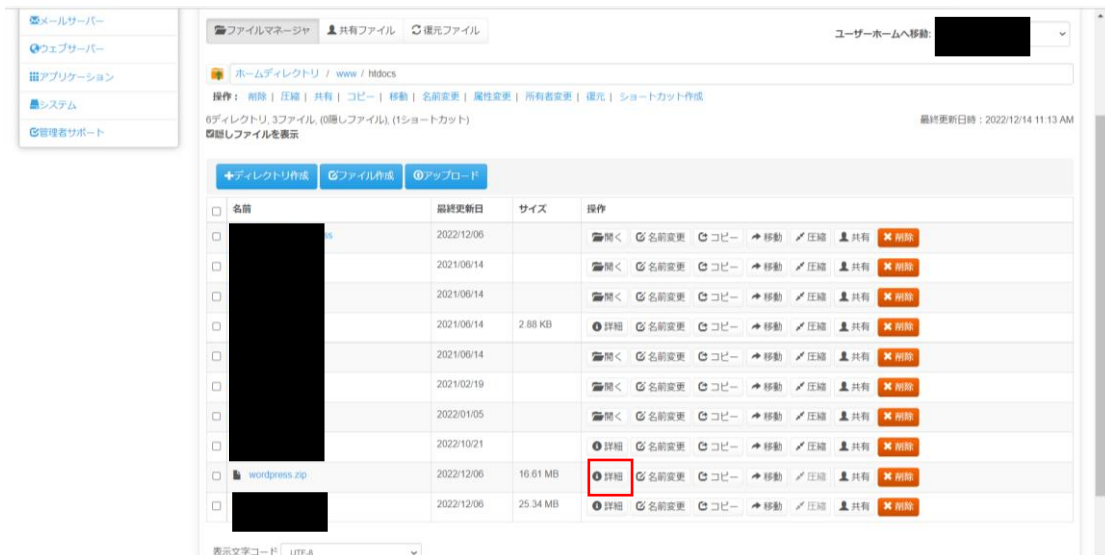 メールサーバー
ウェブサーバー
アプリケーション
システム
管理者サポート
ファイルマネージャ 共有ファイル 復元ファイル
ユーザーホームへ移動:
ホームディレクトリ / www / htdocs
操作： 削除 | 圧縮 | 共有 | コピー | 移動 | 名前変更 | 属性変更 | 所有者変更 | 復元 | ショートカット作成
6ディレクトリ, 3ファイル, (0隠しファイル), (1ショートカット)
最終更新日時：2022/12/14 11:13 AM
隠しファイルを表示
ディレクトリ作成 ファイル作成 アップロード
名前 最終更新日 サイズ 操作
ss 2022/12/06 開く 名前変更 コピー 移動 圧縮 共有 削除
2021/06/14 開く 名前変更 コピー 移動 圧縮 共有 削除
2021/06/14 開く 名前変更 コピー 移動 圧縮 共有 削除
2021/06/14 2.88 KB 詳細 名前変更 コピー 移動 圧縮 共有 削除
2021/06/14 開く 名前変更 コピー 移動 圧縮 共有 削除
2021/02/19 開く 名前変更 コピー 移動 圧縮 共有 削除
2022/01/05 開く 名前変更 コピー 移動 圧縮 共有 削除
2022/10/21 詳細 名前変更 コピー 移動 圧縮 共有 削除
wordpress.zip 2022/12/06 16.61 MB 詳細 名前変更 コピー 移動 圧縮 共有 削除
2022/12/06 25.34 MB 詳細 名前変更 コピー 移動 圧縮 共有 削除
表示文字コード